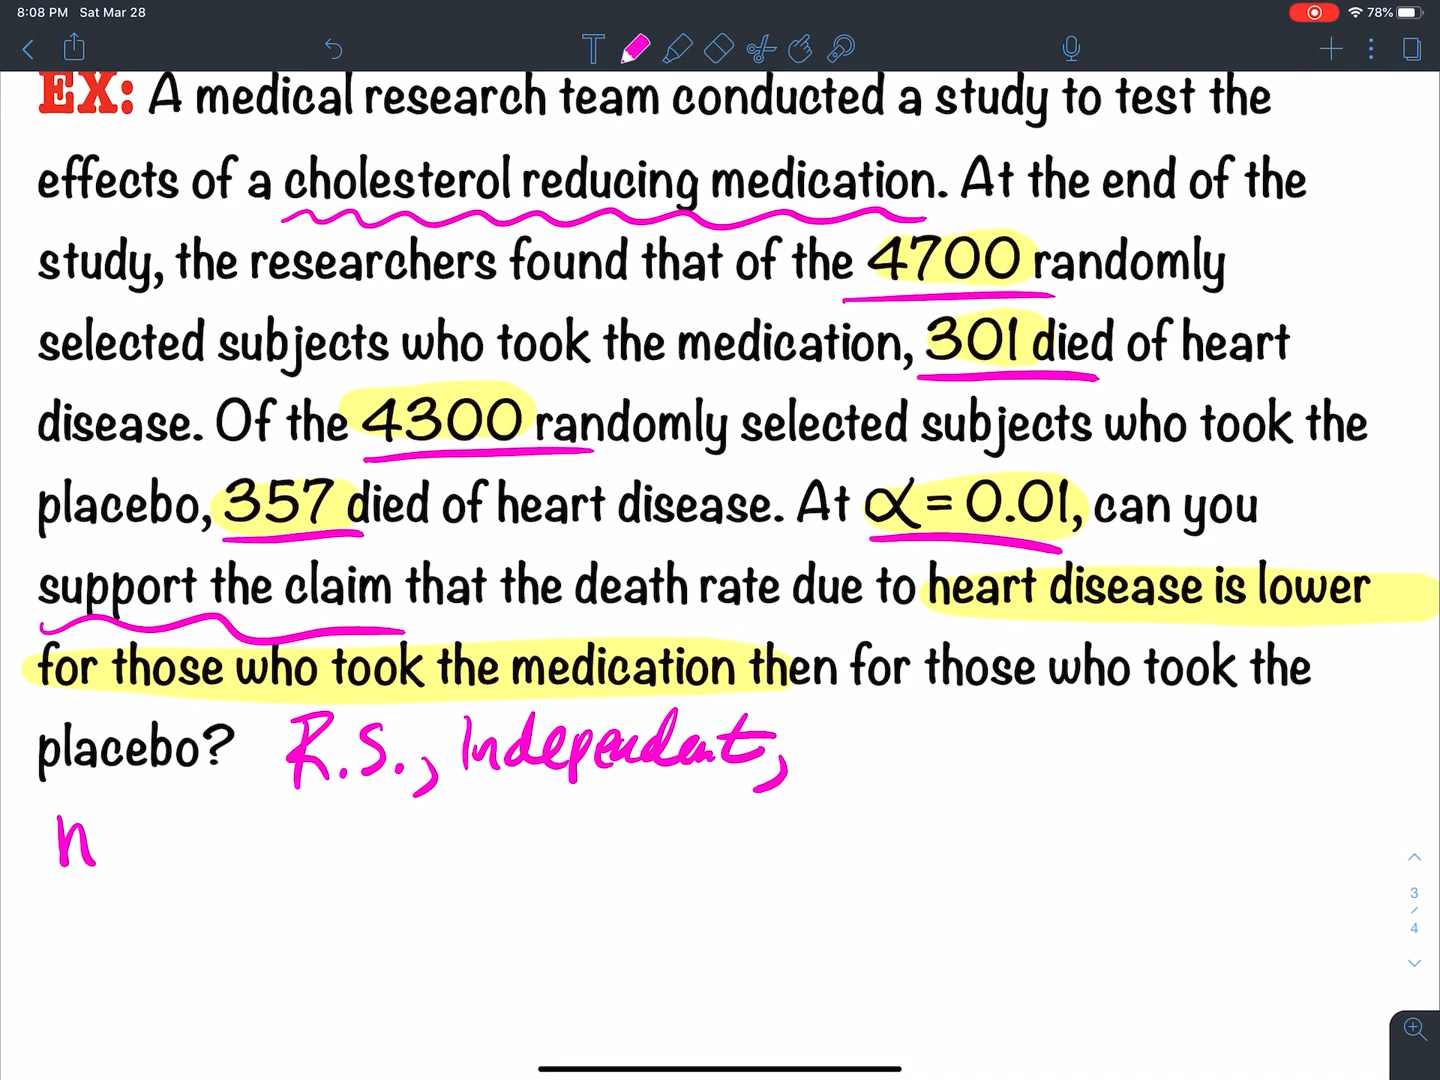 8:08 PM Sat Mar 28 78%
T
EX: A medical research team conducted a study to test the
effects of a cholesterol reducing medication. At the end of the
study, the researchers found that of the 4700 randomly
selected subjects who took the medication, 301 died of heart
disease. Of the 4300 randomly selected subjects who took the
placebo, 357 died of heart disease. At α = 0.01, can you
support the claim that the death rate due to heart disease is lower
for those who took the medication then for those who took the
placebo? R.S., Independent,
n
3
/
4